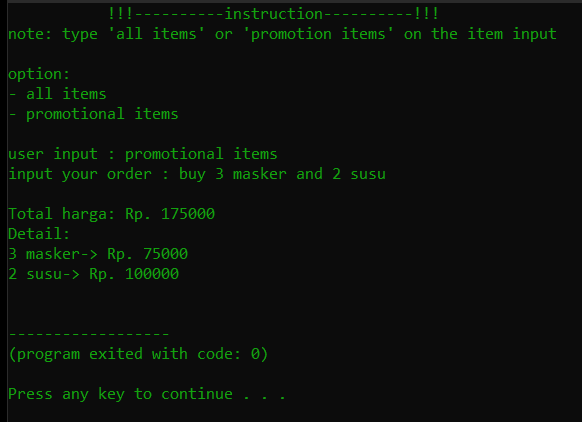 !!!----------instruction----------!!!
note: type 'all items' or 'promotion items' on the item input
option:
- all items
- promotional items
user input : promotional items
input your order : buy 3 masker and 2 susu
Total harga: Rp. 175000
Detail:
3 masker-> Rp. 75000
2 susu-> Rp. 100000
------------------
(program exited with code: 0)
Press any key to continue . . .